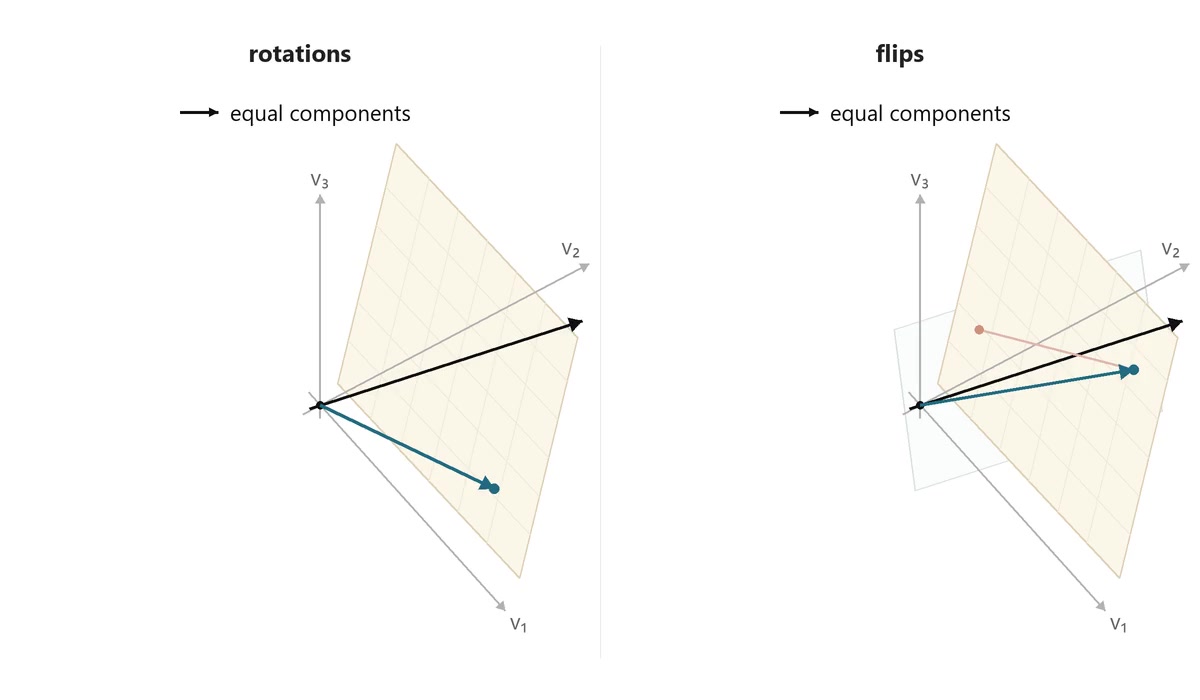 rotations
equal components
V3
V2
V1
flips
equal components
V3
V2
V1